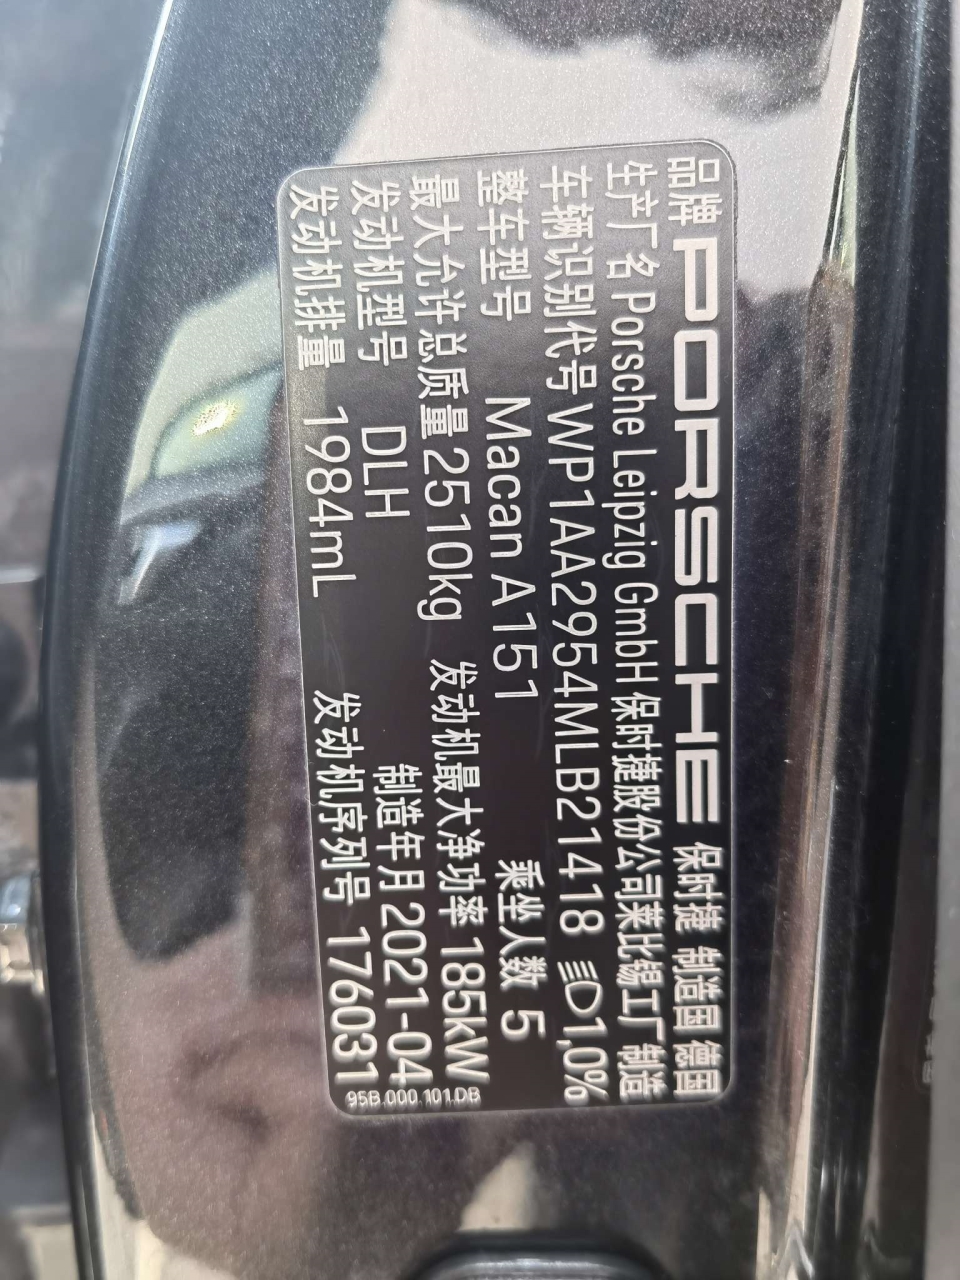 品牌 PORSCHE 保时捷 制造国 德国
生产厂名 Porsche Leipzig GmbH 保时捷股份公司莱比锡工厂 制造
车辆识别代号 WP1AA2954MLB21418 1,0%
整车型号 Macan A151 乘坐人数 5
最大允许总质量 2510kg 发动机最大净功率 185kW
发动机型号 DLH 制造年月 2021-04
发动机排量 1984mL 发动机序列号 176031
95B.000.101.DB